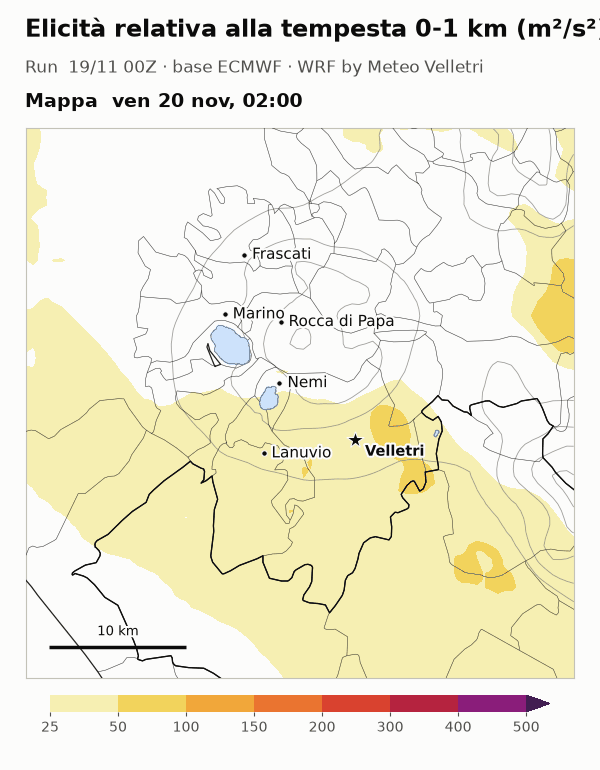 Elicità relativa alla tempesta 0-1 km (m²/s²)
Run 19/11 00Z · base ECMWF · WRF by Meteo Velletri
Mappa ven 20 nov, 02:00
Frascati
Marino
Rocca di Papa
Nemi
Velletri
Lanuvio
10 km
25 50 100 150 200 300 400 500